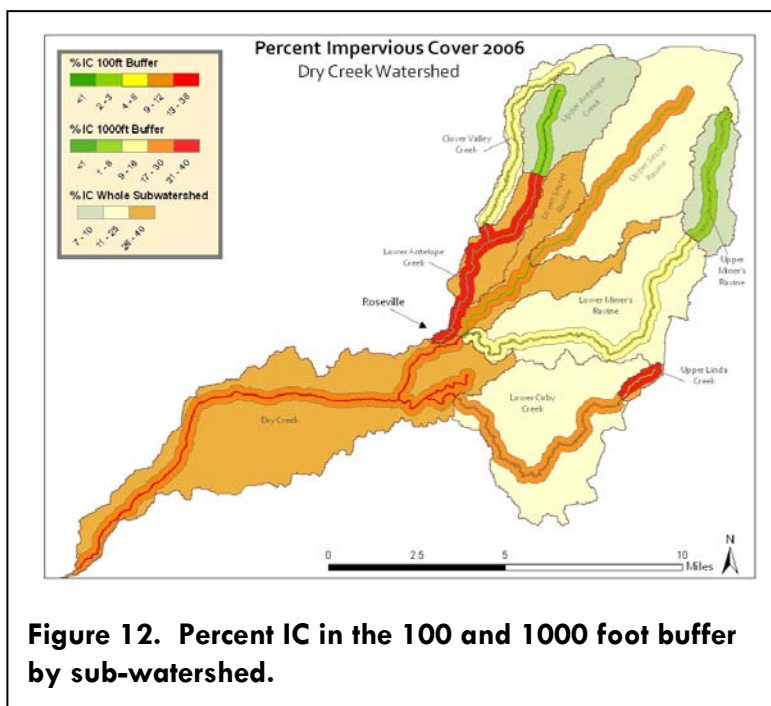 Percent Impervious Cover 2006
Dry Creek Watershed
% IC 100ft Buffer
<1
2 - 3
4 - 8
9 - 12
13 - 38
% IC 1000ft Buffer
<1
1 - 8
9 - 16
17 - 30
31 - 40
% IC Whole Subwatershed
7 - 10
11 - 25
26 - 40
Clover Valley
Creek
Upper Antelope
Creek
Lower Secret
Ravine
Upper Secret
Ravine
Lower Antelope
Creek
Upper
Miner's
Ravine
Roseville
Lower Miner's
Ravine
Upper Linda
Creek
Lower Cirby
Creek
Dry Creek
N
0
2.5
5
10
Miles
Figure 12. Percent IC in the 100 and 1000 foot buffer
by sub-watershed.